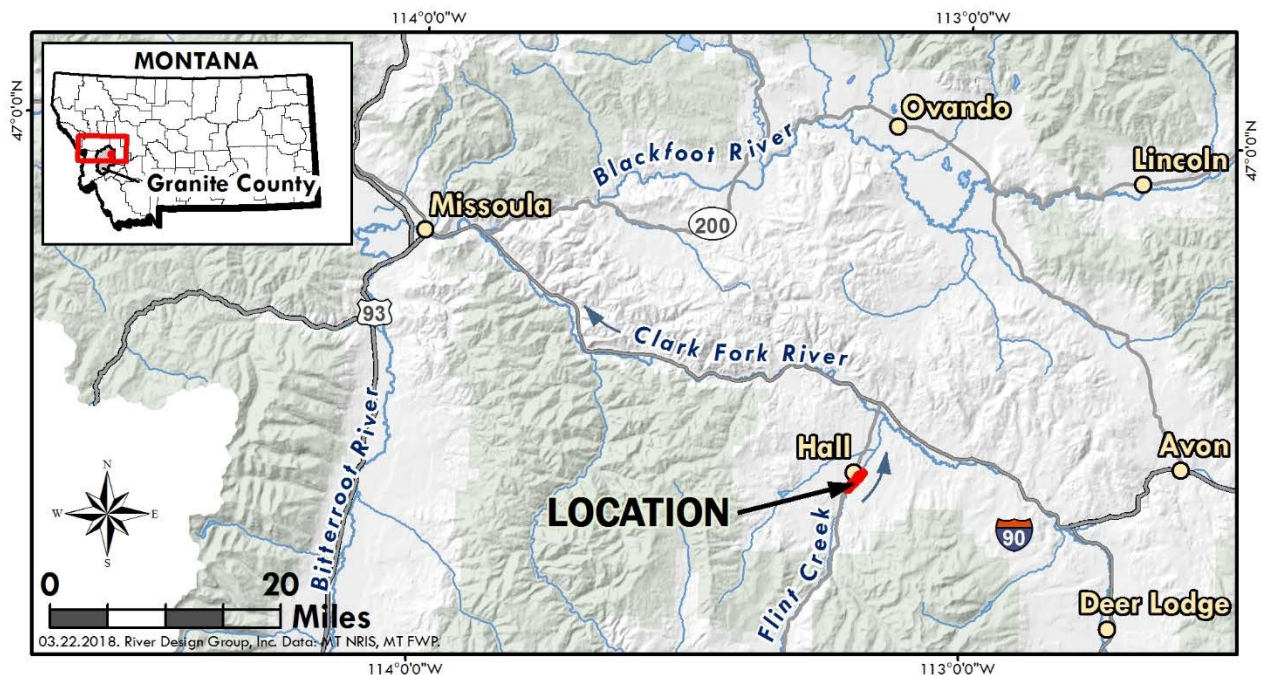 114°0'0"W
113°0'0"W
MONTANA
Granite County
47°0'0"N
47°0'0"N
Ovando
Lincoln
Blackfoot River
Missoula
200
93
Clark Fork River
Bitterroot River
Hall
Avon
LOCATION
90
Flint Creek
Deer Lodge
N
W E
S
0 20
Miles
03.22.2018. River Design Group, Inc. Data: MT NRIS, MT FWP.
114°0'0"W
113°0'0"W